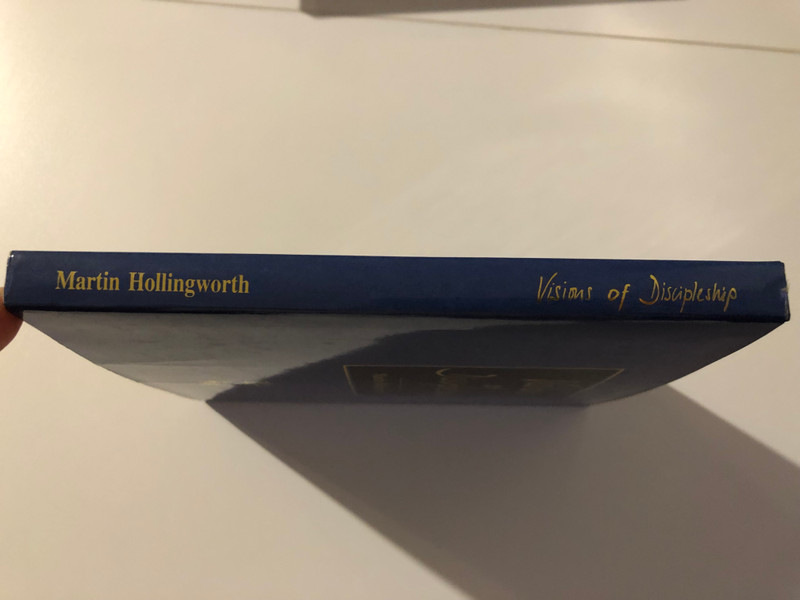 Martin Hollingworth
Visions of Discipleship